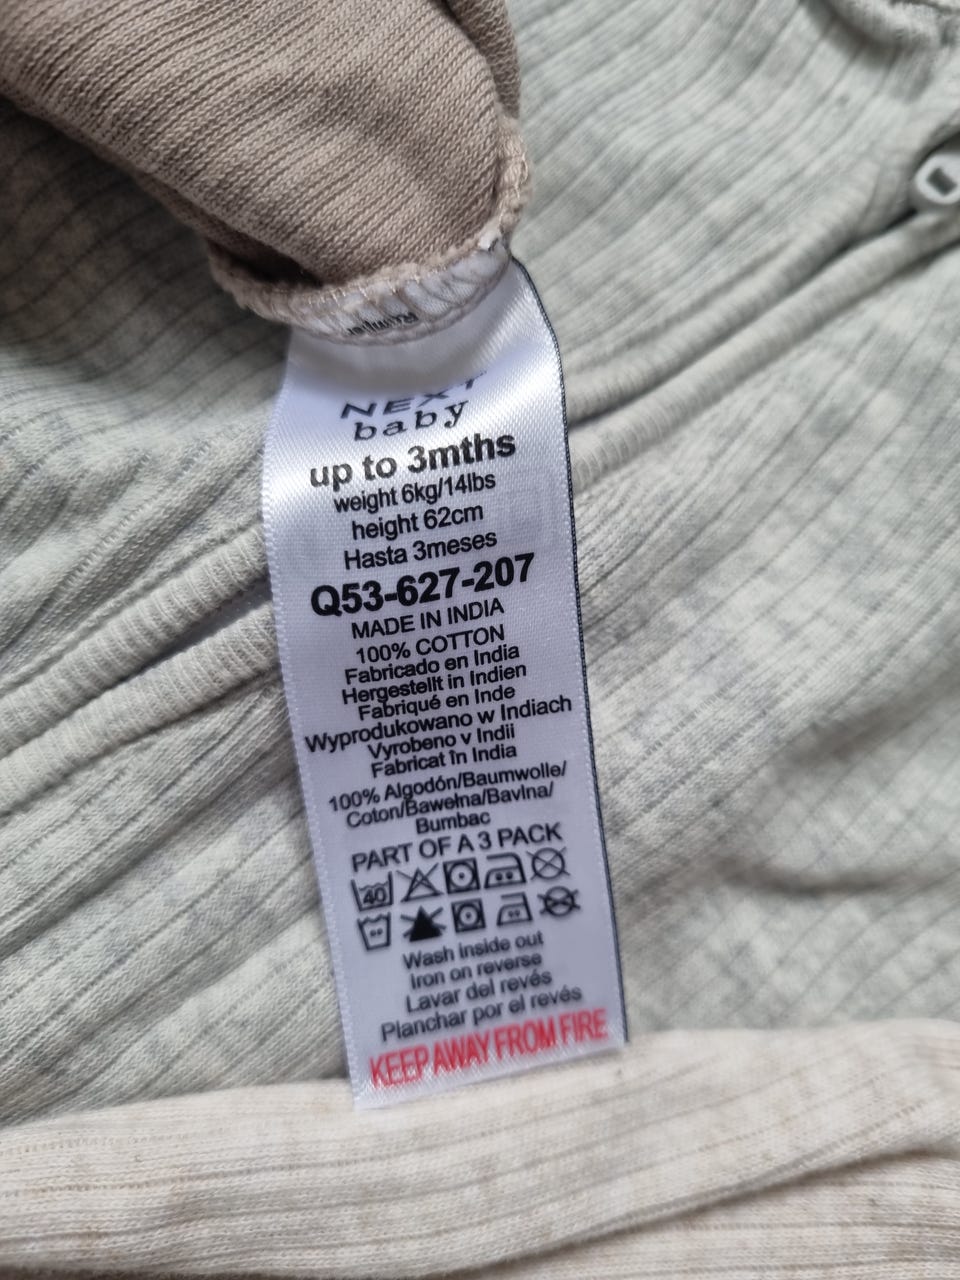 NEXT
baby
up to 3mths
weight 6kg/14lbs
height 62cm
Hasta 3meses
Q53-627-207
MADE IN INDIA
100% COTTON
Fabricado en India
Hergestellt in Indien
Fabriqué en Inde
Wyprodukowano w Indiach
Vyrobeno v Indii
Fabricat în India
100% Algodón/Baumwolle/
Coton/Bawełna/Bavlna/
Bumbac
PART OF A 3 PACK
40
Wash inside out
Iron on reverse
Lavar del revés
Planchar por el revés
KEEP AWAY FROM FIRE